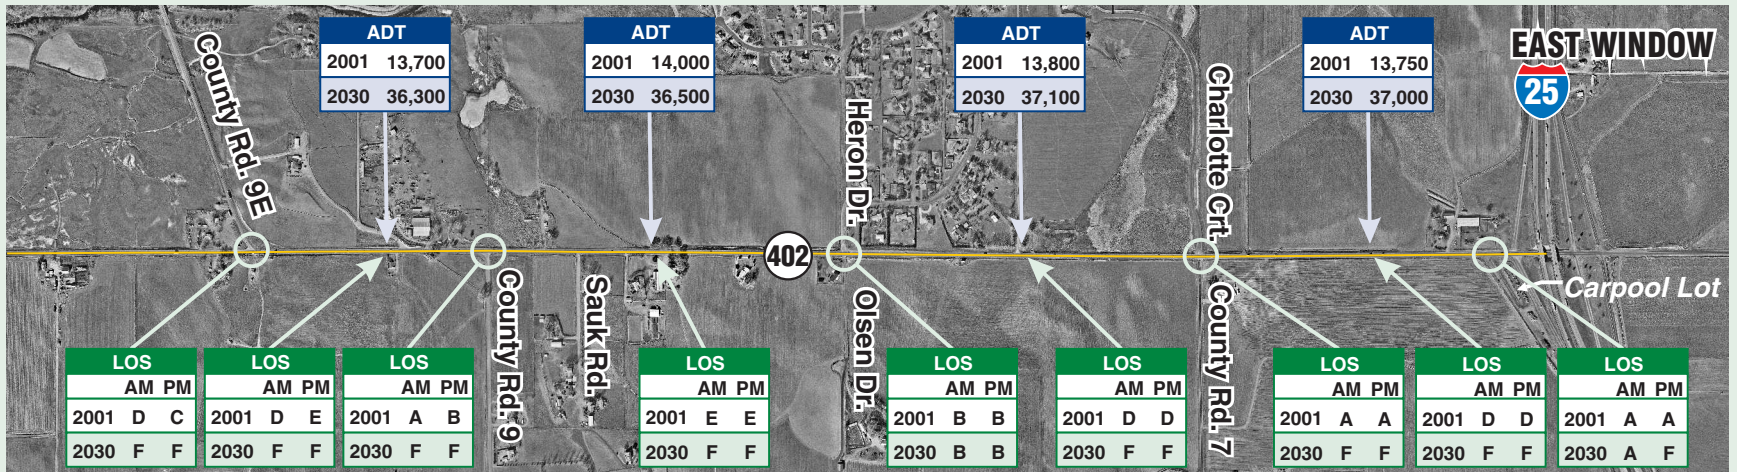 ADT
2001 13,700
2030 36,300
ADT
2001 14,000
2030 36,500
ADT
2001 13,800
2030 37,100
ADT
2001 13,750
2030 37,000
EAST WINDOW
25
County Rd. 9E
Heron Dr.
Charlotte Crt.
402
Carpool Lot
County Rd. 9
Sauk Rd.
Olsen Dr.
County Rd. 7
LOS
AM PM
2001 D C
2030 F F
LOS
AM PM
2001 D E
2030 F F
LOS
AM PM
2001 A B
2030 F F
LOS
AM PM
2001 E E
2030 F F
LOS
AM PM
2001 B B
2030 B B
LOS
AM PM
2001 D D
2030 F F
LOS
AM PM
2001 A A
2030 F F
LOS
AM PM
2001 D D
2030 F F
LOS
AM PM
2001 A A
2030 A F